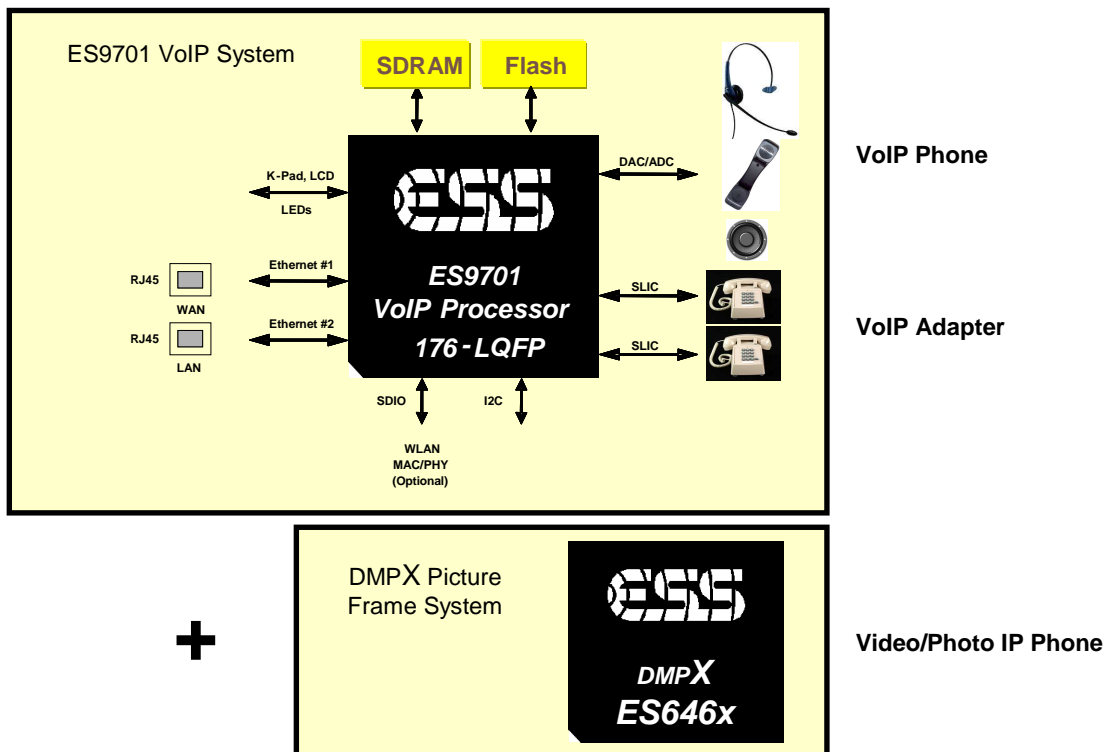 ES9701 VoIP System
SDRAM
Flash
K-Pad, LCD
LEDs
DAC/ADC
VoIP Phone
ESS
ES9701
VoIP Processor
176-LQFP
RJ45
WAN
Ethernet #1
RJ45
LAN
Ethernet #2
SLIC
SLIC
VoIP Adapter
SDIO
I2C
WLAN
MAC/PHY
(Optional)
+
DMPX Picture
Frame System
ESS
DMPX
ES646x
Video/Photo IP Phone